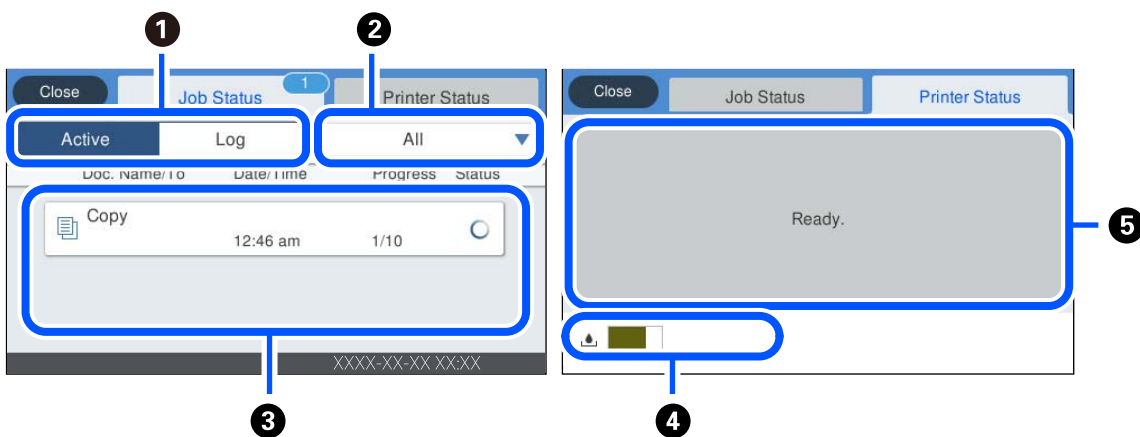 1 2
Close Job Status 1 Printer Status
Active Log All
Doc. Name/To Date/Time Progress Status
Copy
12:46 am 1/10
XXXX-XX-XX XX:XX
3
Close Job Status Printer Status
Ready.
5
4